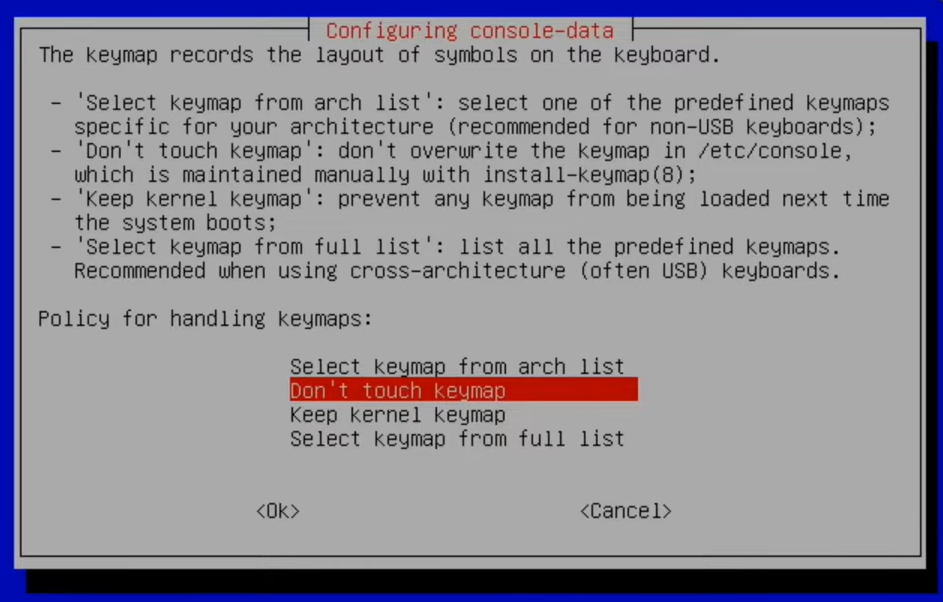 Configuring console-data
The keymap records the layout of symbols on the keyboard.
- 'Select keymap from arch list': select one of the predefined keymaps
specific for your architecture (recommended for non-USB keyboards);
- 'Don't touch keymap': don't overwrite the keymap in /etc/console,
which is maintained manually with install-keymap(8);
- 'Keep kernel keymap': prevent any keymap from being loaded next time
the system boots;
- 'Select keymap from full list': list all the predefined keymaps.
Recommended when using cross-architecture (often USB) keyboards.
Policy for handling keymaps:
Select keymap from arch list
Don't touch keymap
Keep kernel keymap
Select keymap from full list
<Ok> <Cancel>